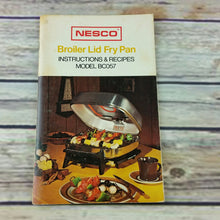 NESCO
Broiler Lid Fry Pan
INSTRUCTIONS & RECIPES
MODEL BC057